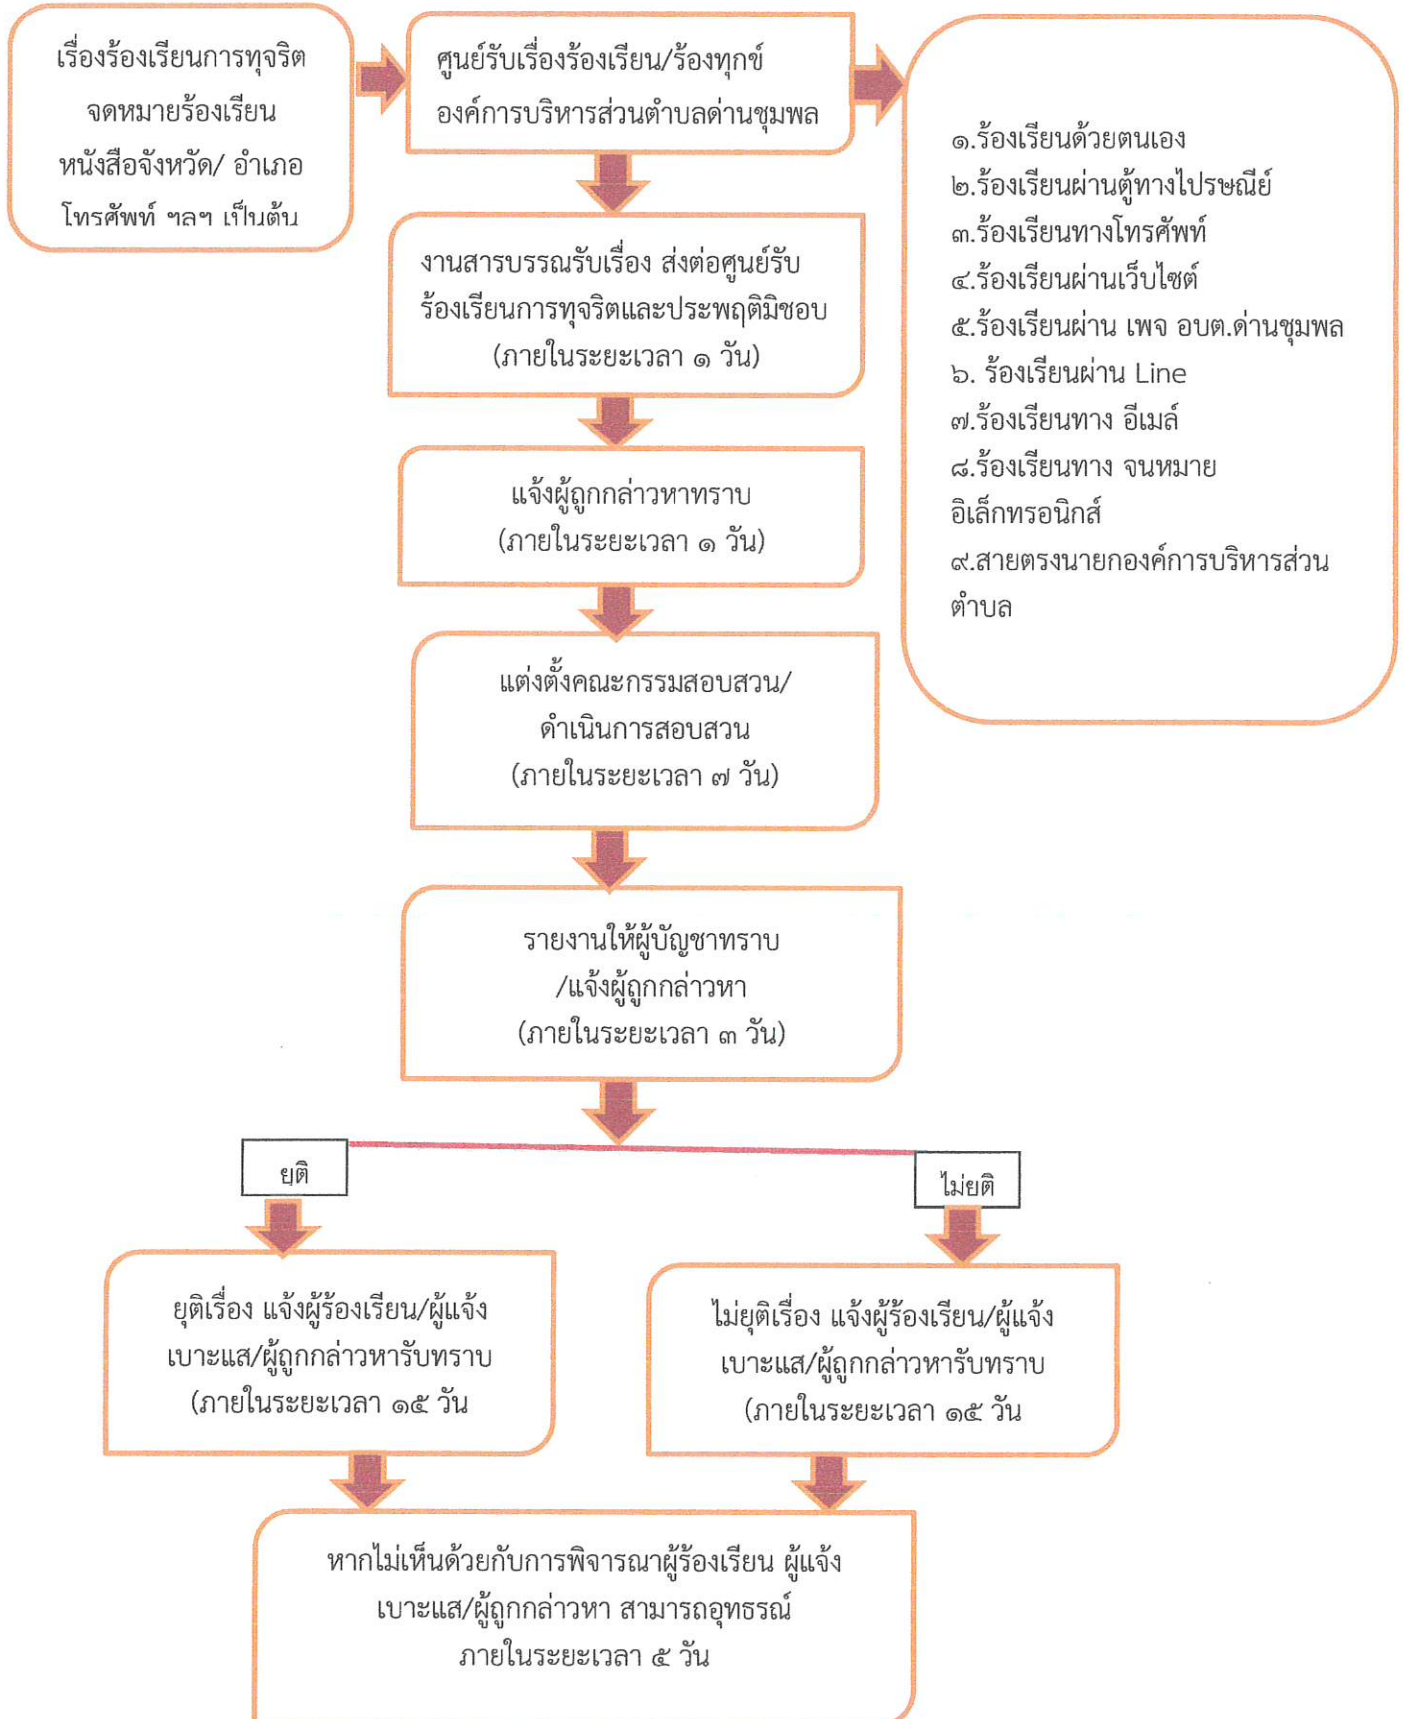 เรื่องร้องเรียนการทุจริต
จดหมายร้องเรียน
หนังสือจังหวัด/ อำเภอ
โทรศัพท์ ฯลฯ เป็นต้น
ศูนย์รับเรื่องร้องเรียน/ร้องทุกข์
องค์การบริหารส่วนตำบลด่านชุมพล
๑.ร้องเรียนด้วยตนเอง
๒.ร้องเรียนผ่านตู้ทางไปรษณีย์
๓.ร้องเรียนทางโทรศัพท์
๔.ร้องเรียนผ่านเว็บไซต์
๕.ร้องเรียนผ่าน เพจ อบต.ด่านชุมพล
๖. ร้องเรียนผ่าน Line
๗.ร้องเรียนทาง อีเมล์
๘.ร้องเรียนทาง จนหมาย
อิเล็กทรอนิกส์
๙.สายตรงนายกองค์การบริหารส่วน
ตำบล
งานสารบรรณรับเรื่อง ส่งต่อศูนย์รับ
ร้องเรียนการทุจริตและประพฤติมิชอบ
(ภายในระยะเวลา ๑ วัน)
แจ้งผู้ถูกกล่าวหาทราบ
(ภายในระยะเวลา ๑ วัน)
แต่งตั้งคณะกรรมสอบสวน/
ดำเนินการสอบสวน
(ภายในระยะเวลา ๗ วัน)
รายงานให้ผู้บัญชาทราบ
/แจ้งผู้ถูกกล่าวหา
(ภายในระยะเวลา ๓ วัน)
ยุติ
ไม่ยุติ
ยุติเรื่อง แจ้งผู้ร้องเรียน/ผู้แจ้ง
เบาะแส/ผู้ถูกกล่าวหารับทราบ
(ภายในระยะเวลา ๑๕ วัน
ไม่ยุติเรื่อง แจ้งผู้ร้องเรียน/ผู้แจ้ง
เบาะแส/ผู้ถูกกล่าวหารับทราบ
(ภายในระยะเวลา ๑๕ วัน
หากไม่เห็นด้วยกับการพิจารณาผู้ร้องเรียน ผู้แจ้ง
เบาะแส/ผู้ถูกกล่าวหา สามารถอุทธรณ์
ภายในระยะเวลา ๕ วัน